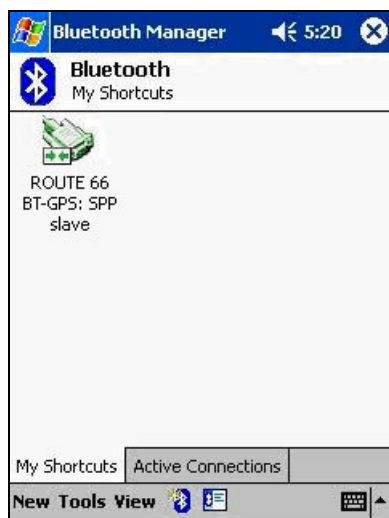 Bluetooth Manager 5:20
Bluetooth
My Shortcuts
ROUTE 66
BT-GPS: SPP
slave
My Shortcuts Active Connections
New Tools View